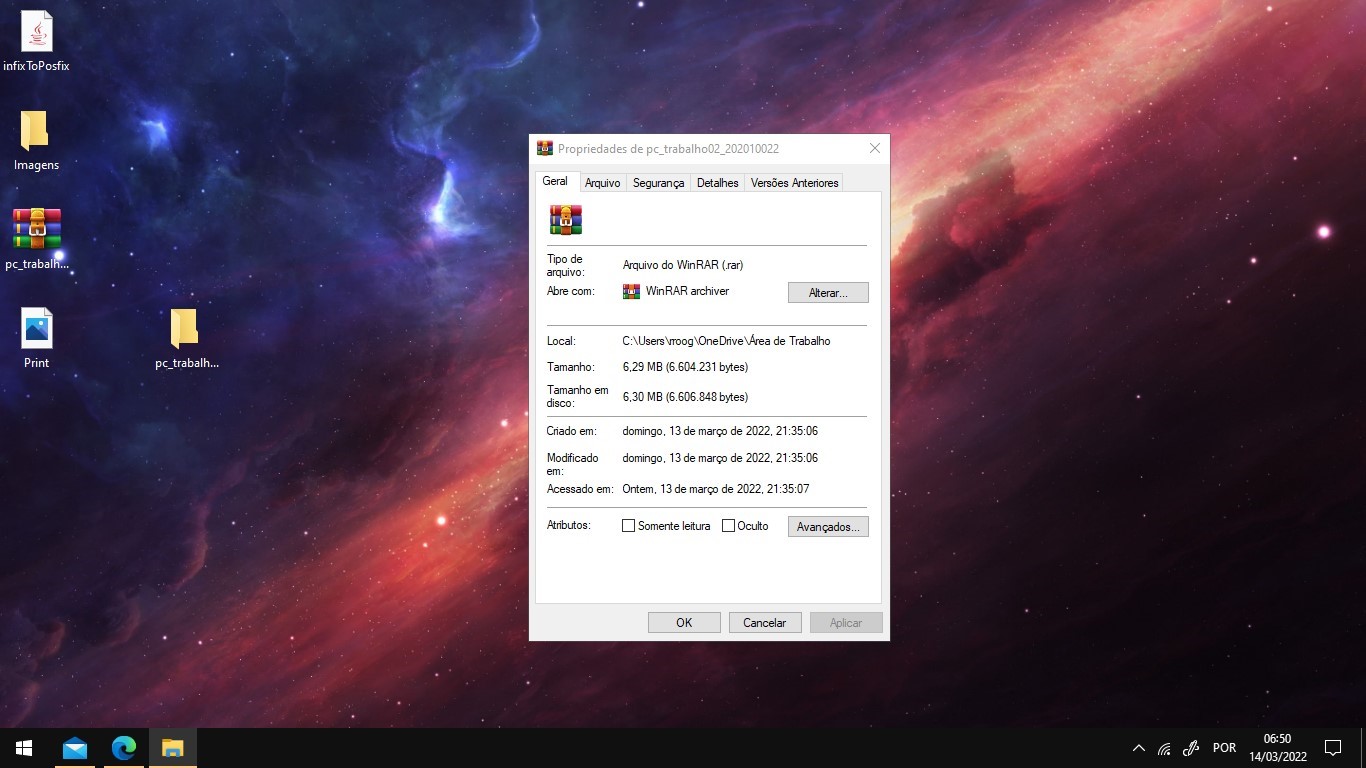 infixToPosfix
Imagens
pc_trabalh...
Print
pc_trabalh...
Propriedades de pc_trabalho02_202010022
Geral Arquivo Segurança Detalhes Versões Anteriores
Tipo de
arquivo:
Arquivo do WinRAR (.rar)
Abre com: WinRAR archiver Alterar...
Local: C:\Users\rroog\OneDrive\Área de Trabalho
Tamanho: 6,29 MB (6.604.231 bytes)
Tamanho em
disco:
6,30 MB (6.606.848 bytes)
Criado em: domingo, 13 de março de 2022, 21:35:06
Modificado
em:
domingo, 13 de março de 2022, 21:35:06
Acessado em: Ontem, 13 de março de 2022, 21:35:07
Atributos: Somente leitura Oculto Avançados...
OK Cancelar Aplicar
POR
06:50
14/03/2022